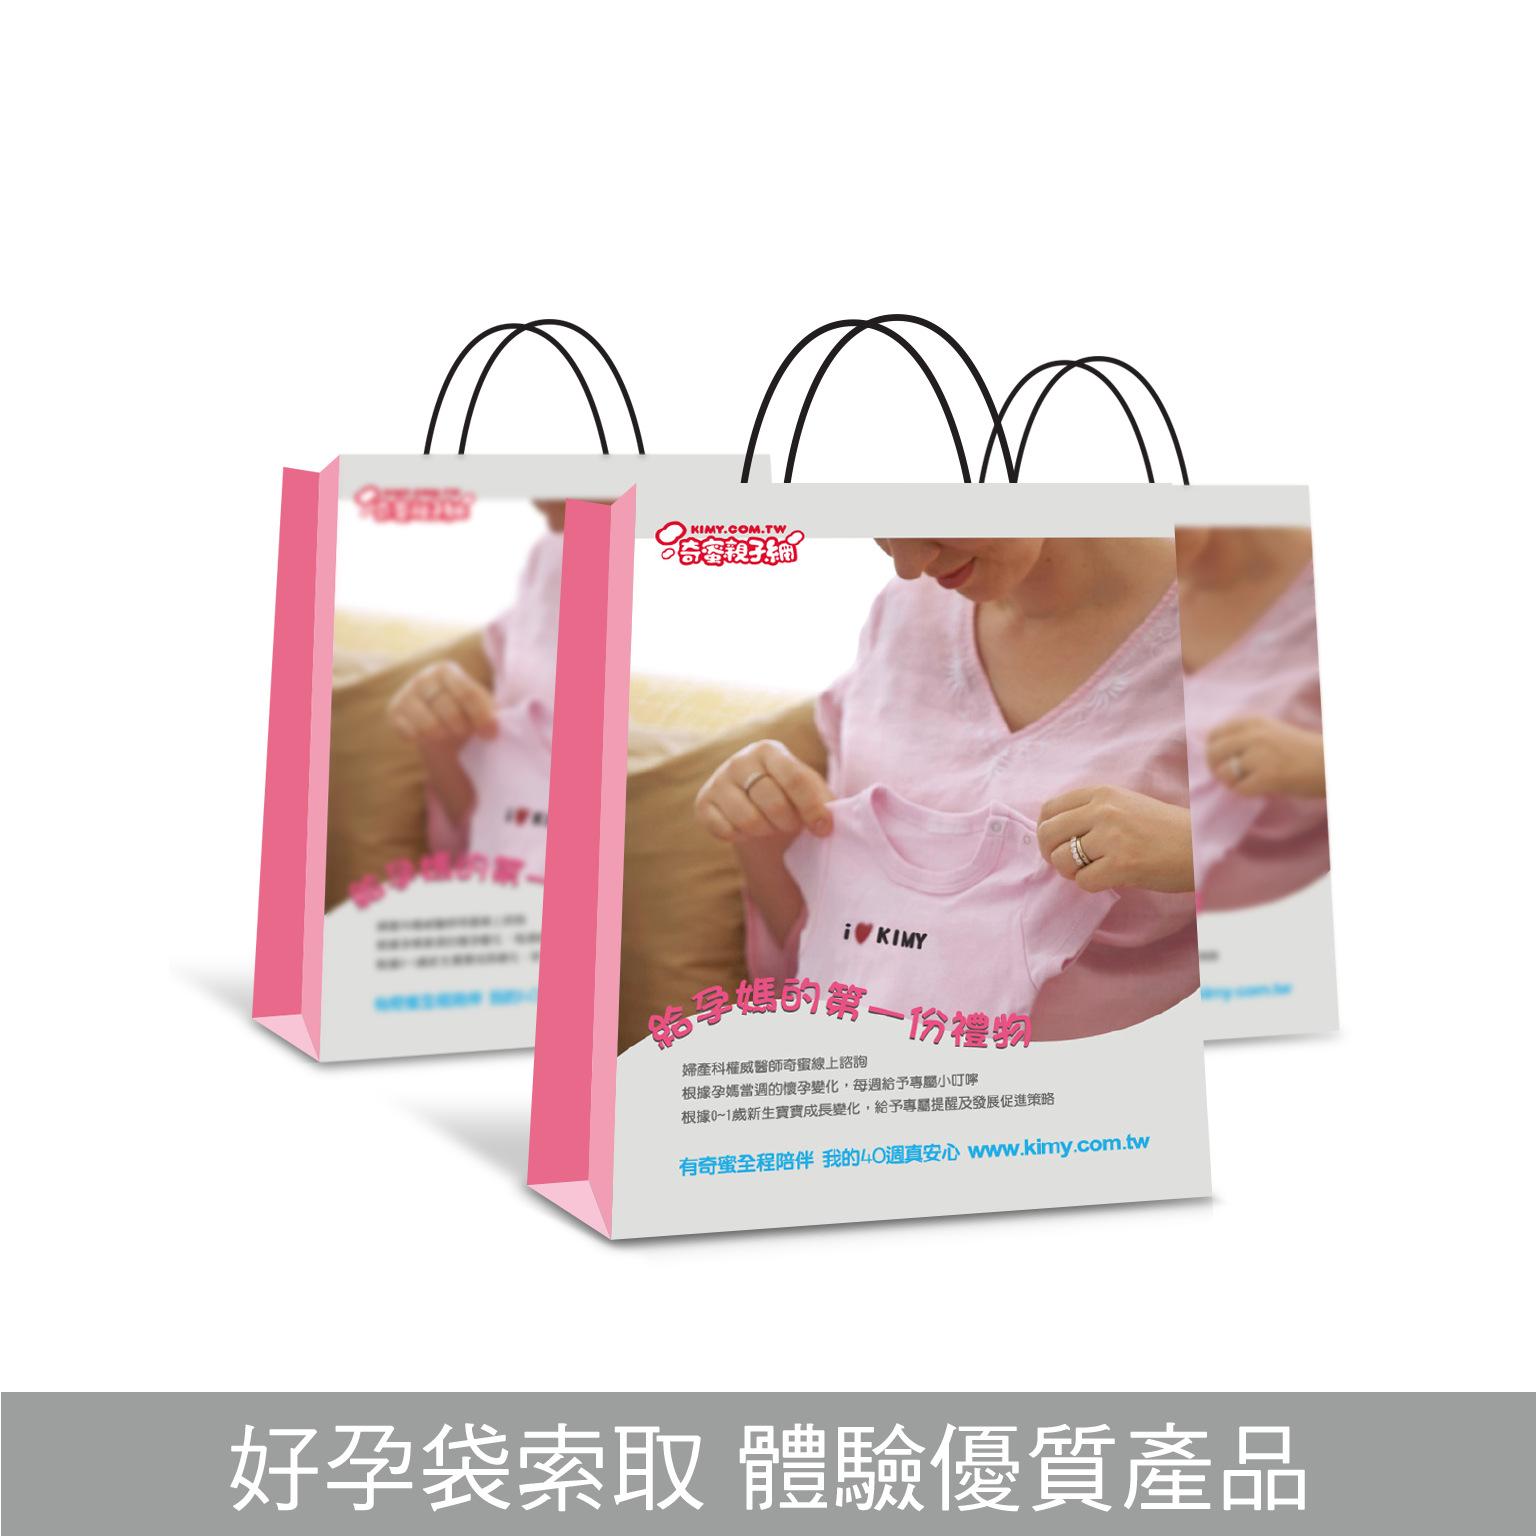 KIMY.COM.TW
奇蜜親子網
i ♥ KIMY
給孕媽的第一份禮物
婦產科權威醫師奇蜜線上諮詢
根據孕媽當週的懷孕變化，每週給予專屬小叮嚀
根據0~1歲新生寶寶成長變化，給予專屬提醒及發展促進策略
有奇蜜全程陪伴 我的40週真安心 www.kimy.com.tw
好孕袋索取 體驗優質產品